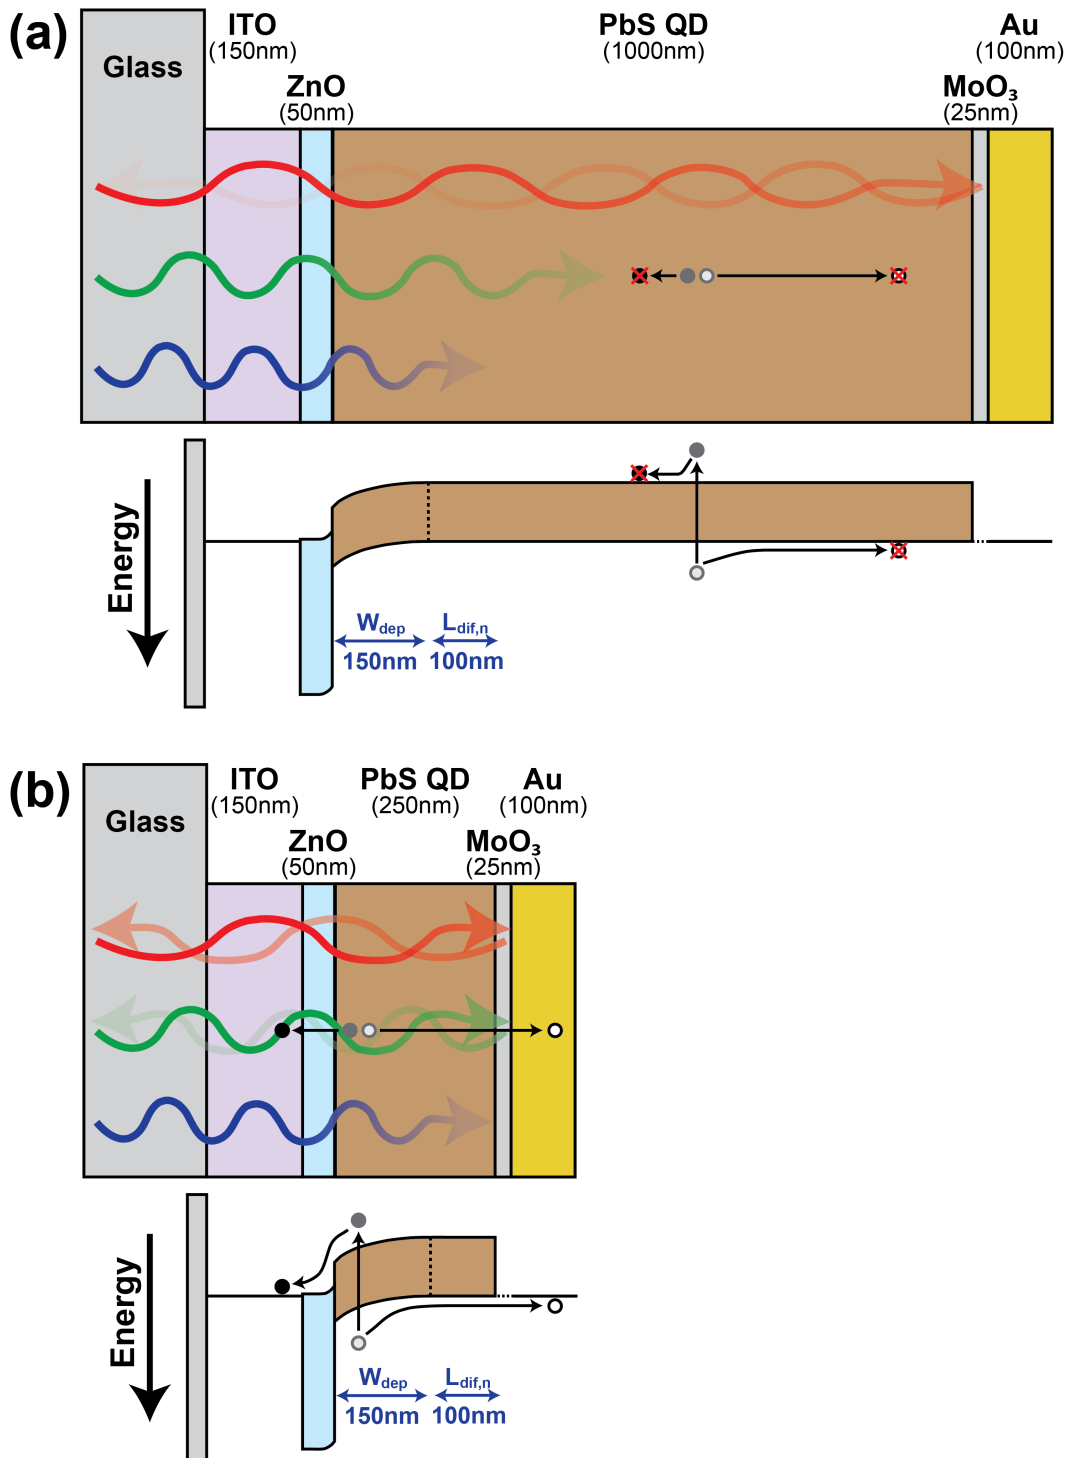 (a)
ITO
(150nm)
PbS QD
(1000nm)
Au
(100nm)
Glass
ZnO
(50nm)
MoO₃
(25nm)
Energy
Wdep
150nm
Ldif,n
100nm
(b)
ITO
(150nm)
PbS QD
(250nm)
Au
(100nm)
Glass
ZnO
(50nm)
MoO₃
(25nm)
Energy
Wdep
150nm
Ldif,n
100nm